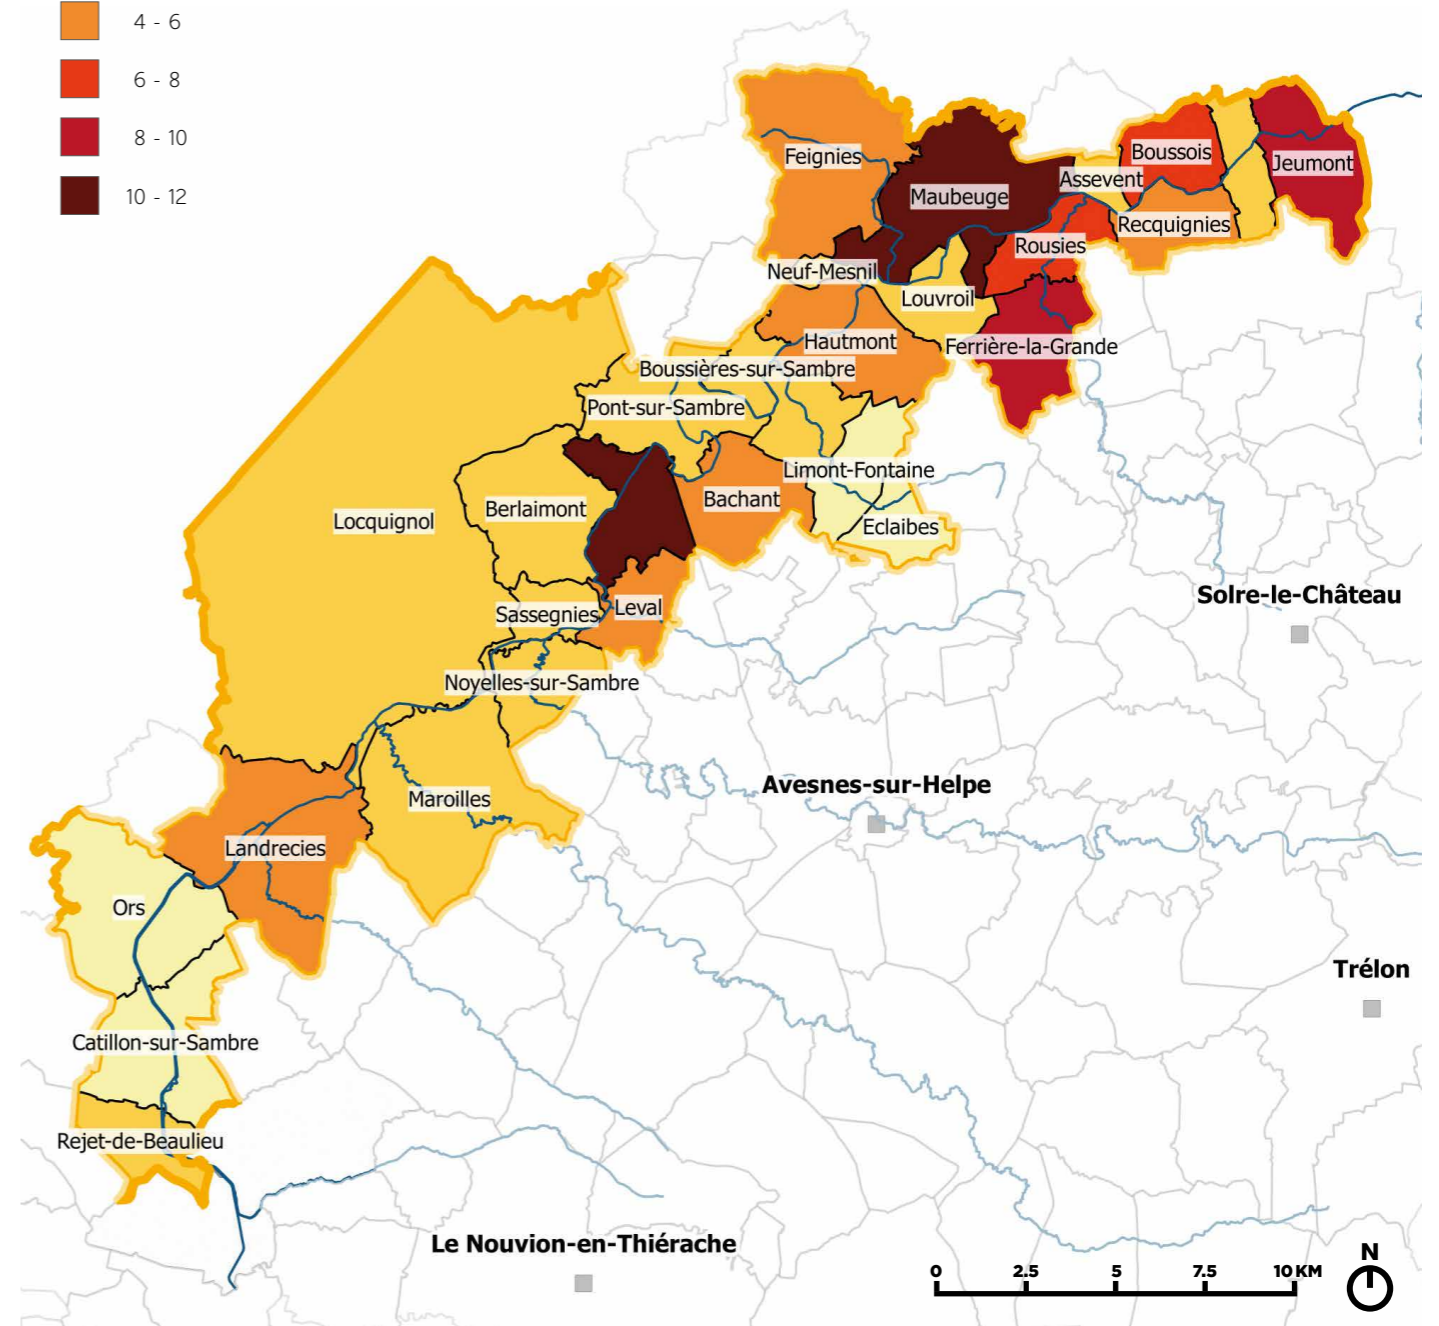 4 - 6
6 - 8
8 - 10
10 - 12
Feignies
Boussois
Jeumont
Assevent
Maubeuge
Recquignies
Rousies
Neuf-Mesnil
Louvroil
Hautmont
Ferrière-la-Grande
Boussières-sur-Sambre
Pont-sur-Sambre
Limont-Fontaine
Bachant
Berlaimont
Locquignol
Eclaibes
Solre-le-Château
Leval
Sassegnies
Noyelles-sur-Sambre
Avesnes-sur-Helpe
Maroilles
Landrecies
Ors
Trélon
Catillon-sur-Sambre
Rejet-de-Beaulieu
Le Nouvion-en-Thiérache
N
0 2.5 5 7.5 10 KM